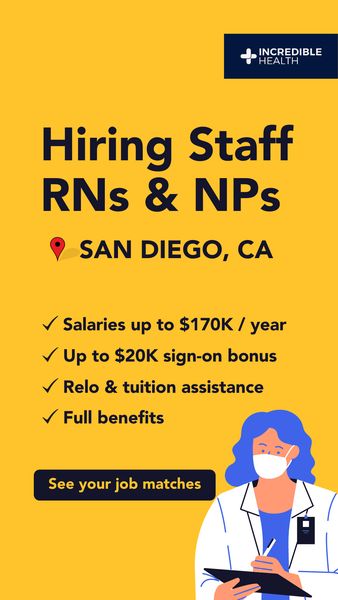 INCREDIBLE
HEALTH
Hiring Staff
RNs & NPs
SAN DIEGO, CA
Salaries up to $170K / year
Up to $20K sign-on bonus
Relo & tuition assistance
Full benefits
See your job matches